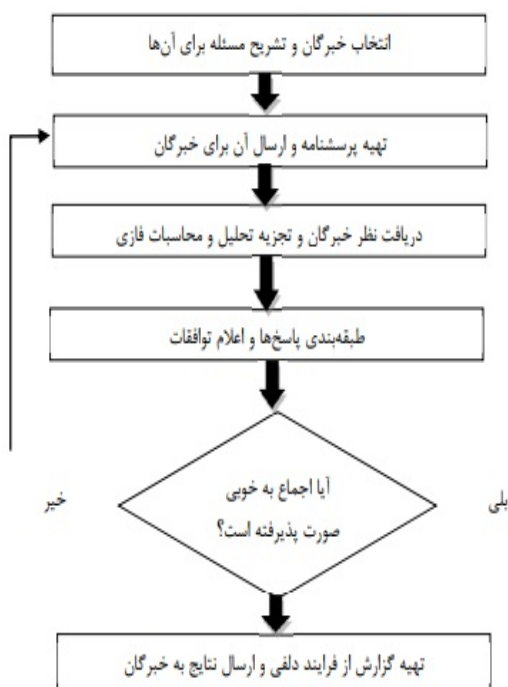 انتخاب خبرگان و تشریح مسئله برای آن‌ها
تهیه پرسشنامه و ارسال آن برای خبرگان
دریافت نظر خبرگان و تجزیه تحلیل و محاسبات فازی
طبقه‌بندی پاسخ‌ها و اعلام توافقات
آیا اجماع به خوبی
صورت پذیرفته است؟
بلی
خیر
تهیه گزارش از فرایند دلفی و ارسال نتایج به خبرگان